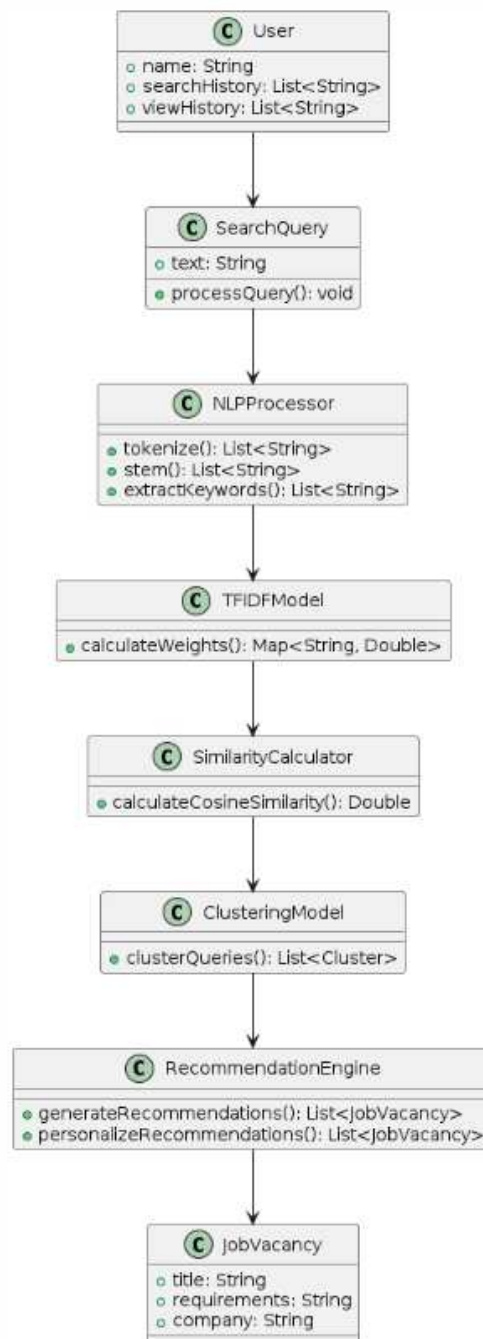 C User
name: String
searchHistory: List<String>
viewHistory: List<String>
C SearchQuery
text: String
processQuery(): void
C NLPProcessor
tokenize(): List<String>
stem(): List<String>
extractKeywords(): List<String>
C TFIDFModel
calculateWeights(): Map<String, Double>
C SimilarityCalculator
calculateCosineSimilarity(): Double
C ClusteringModel
clusterQueries(): List<Cluster>
C RecommendationEngine
generateRecommendations(): List<JobVacancy>
personalizeRecommendations(): List<JobVacancy>
C JobVacancy
title: String
requirements: String
company: String